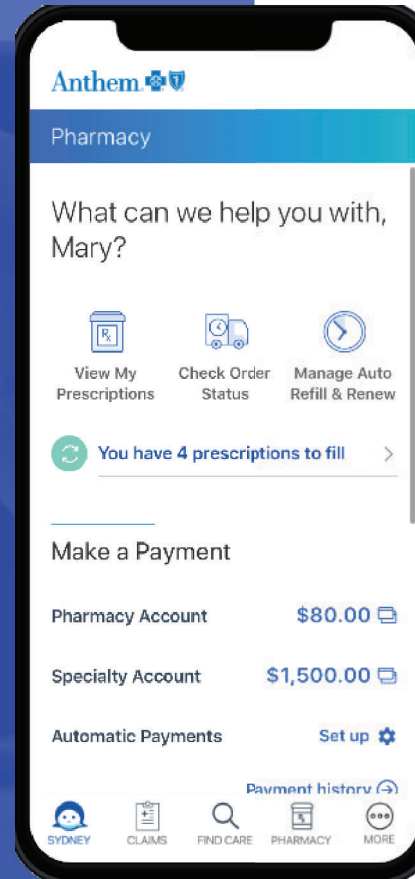 Anthem
Pharmacy
What can we help you with,
Mary?
View My
Prescriptions
Check Order
Status
Manage Auto
Refill & Renew
You have 4 prescriptions to fill
Make a Payment
Pharmacy Account $80.00
Specialty Account $1,500.00
Automatic Payments Set up
Payment history
SYDNEY CLAIMS FIND CARE PHARMACY MORE